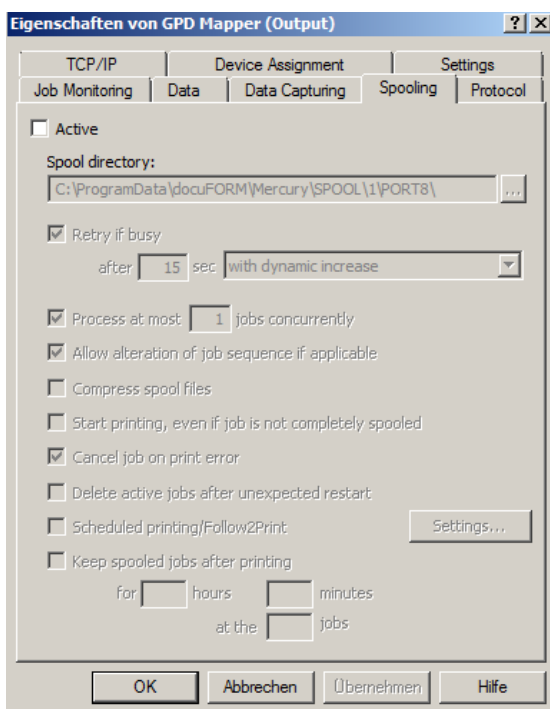 Eigenschaften von GPD Mapper (Output)
TCP/IP Device Assignment Settings
Job Monitoring Data Data Capturing Spooling Protocol
Active
Spool directory:
C:\ProgramData\docuFORM\Mercury\SPOOL\1\PORT8\ ...
Retry if busy
after 15 sec with dynamic increase
Process at most 1 jobs concurrently
Allow alteration of job sequence if applicable
Compress spool files
Start printing, even if job is not completely spooled
Cancel job on print error
Delete active jobs after unexpected restart
Scheduled printing/Follow2Print Settings...
Keep spooled jobs after printing
for hours minutes
at the jobs
OK Abbrechen Übernehmen Hilfe